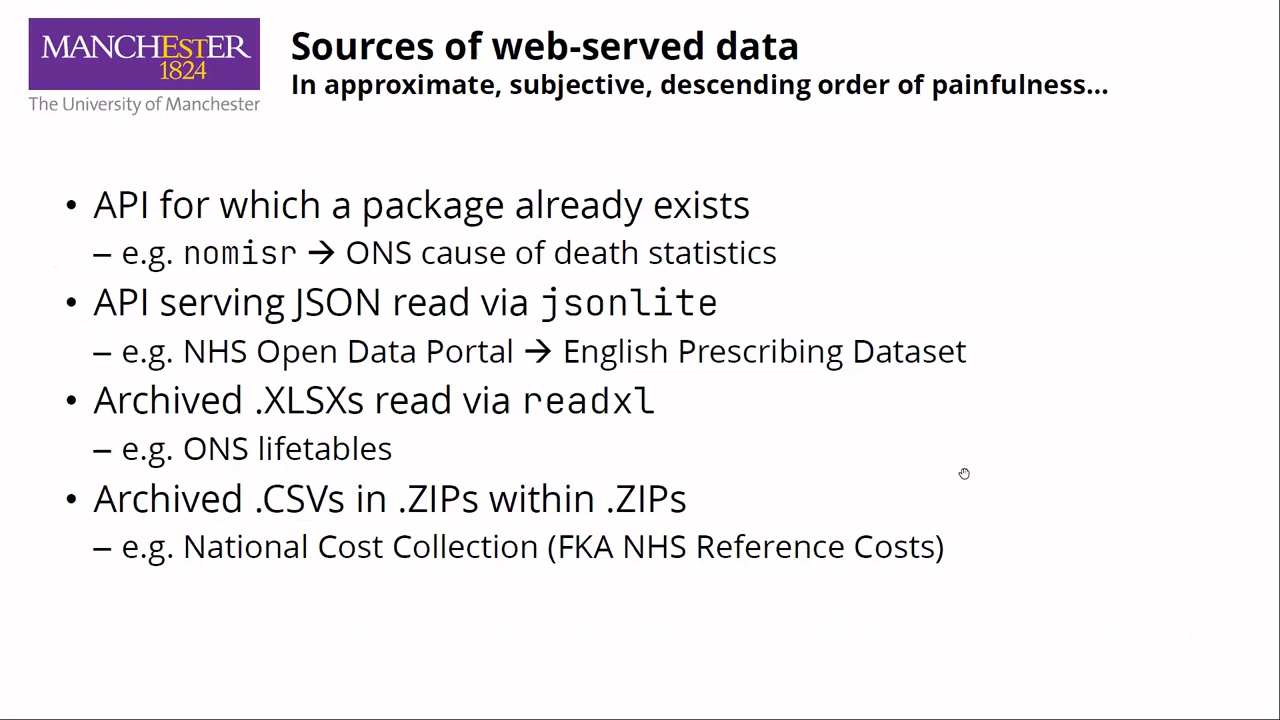 MANCHESTER
1824
The University of Manchester
Sources of web-served data
In approximate, subjective, descending order of painfulness...
• API for which a package already exists
– e.g. nomisr → ONS cause of death statistics
• API serving JSON read via jsonlite
– e.g. NHS Open Data Portal → English Prescribing Dataset
• Archived .XLSXs read via readxl
– e.g. ONS lifetables
• Archived .CSVs in .ZIPs within .ZIPs
– e.g. National Cost Collection (FKA NHS Reference Costs)